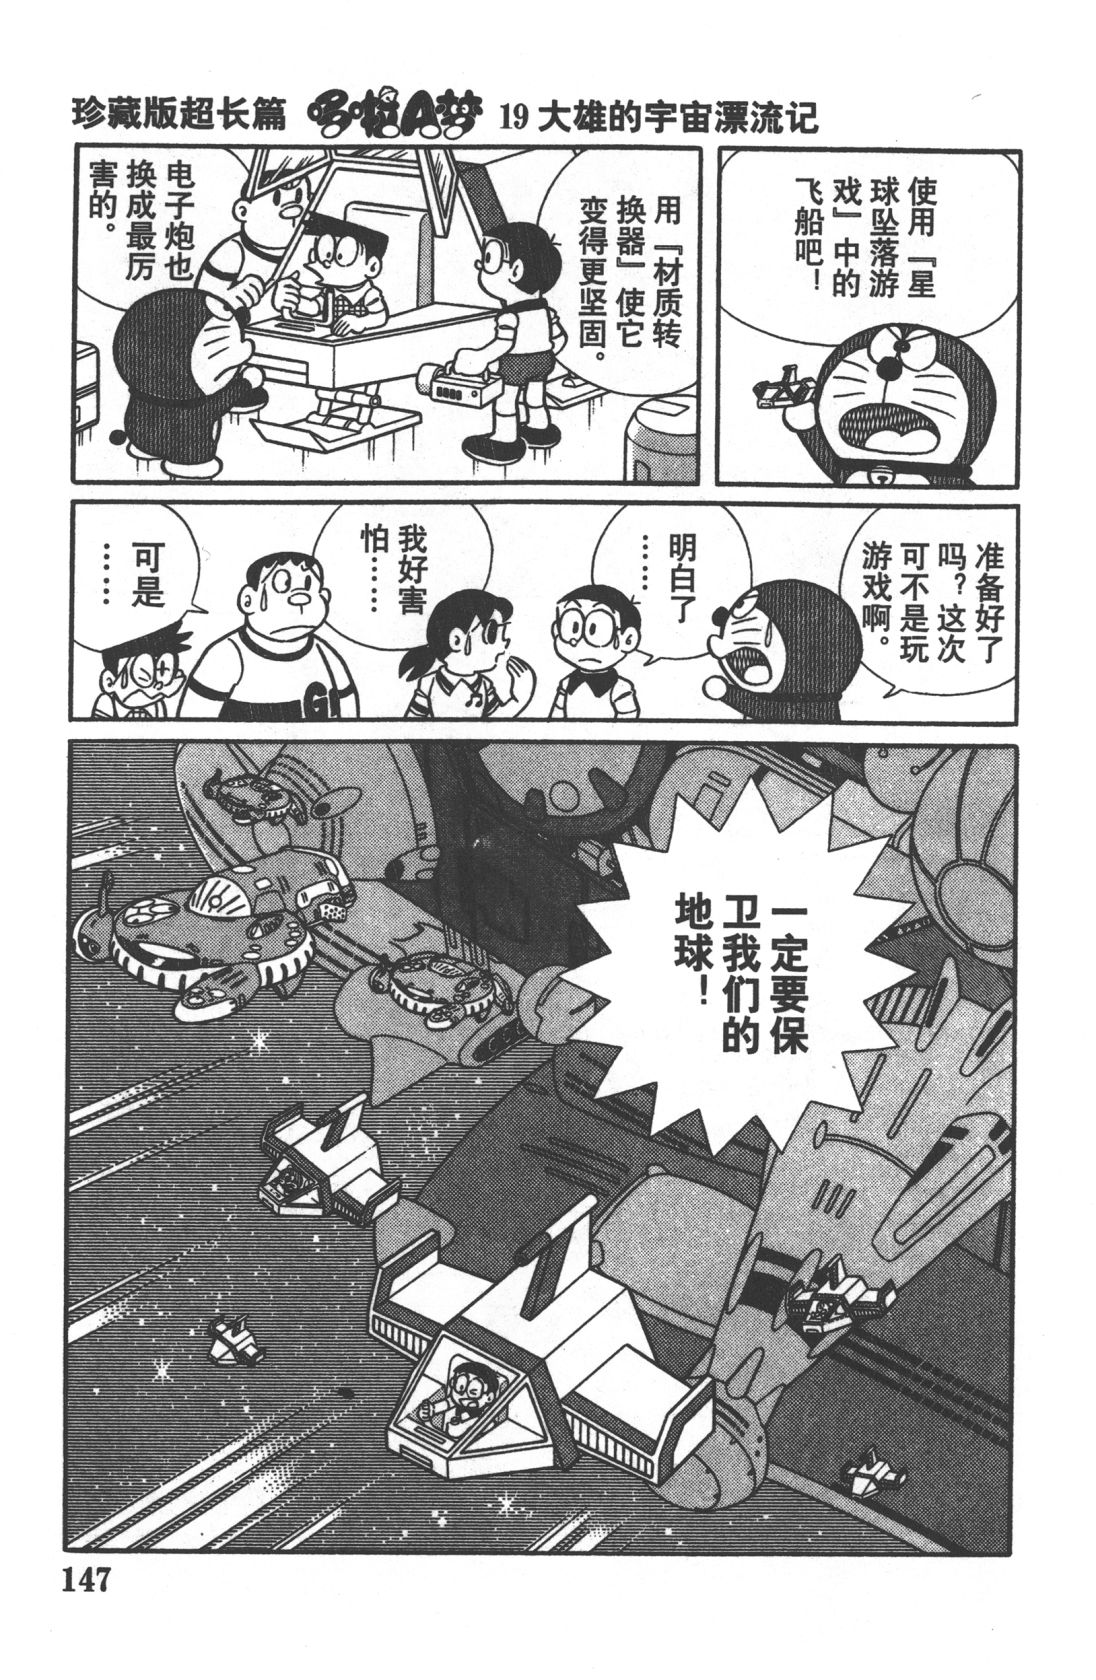 珍藏版超长篇 哆啦A梦 19 大雄的宇宙漂流记
使用『星
球坠落游
戏』中的
飞船吧！
用『材质转
换器』使它
变得更坚固。
电子炮也
换成最厉
害的。
准备好了
吗？这次
可不是玩
游戏啊。
明白了
……
我好害
怕……
可是
……
G
一定要保
卫我们的
地球！
147